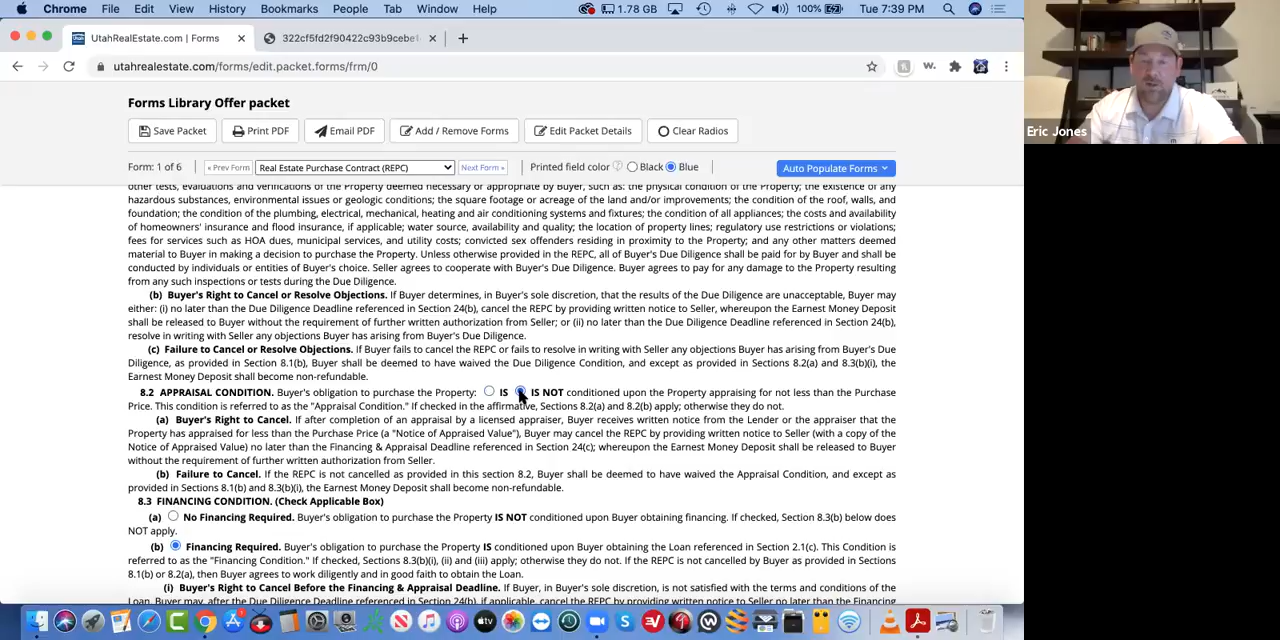 Chrome File Edit View History Bookmarks People Tab Window Help 1.78 GB 100% Tue 7:39 PM
UtahRealEstate.com | Forms × 322cf5fd2f90422c93b9cebe ×
utahrealestate.com/forms/edit.packet.forms/frm/0
Eric Jones
Forms Library Offer packet
Save Packet Print PDF Email PDF Add / Remove Forms Edit Packet Details Clear Radios
Form: 1 of 6 « Prev Form Real Estate Purchase Contract (REPC) Next Form » Printed field color ? Black Blue Auto Populate Forms
other tests, evaluations and verifications of the Property deemed necessary or appropriate by Buyer, such as: the physical condition of the Property; the existence of any
hazardous substances, environmental issues or geologic conditions; the square footage or acreage of the land and/or improvements; the condition of the roof, walls, and
foundation; the condition of the plumbing, electrical, mechanical, heating and air conditioning systems and fixtures; the condition of all appliances; the costs and availability
of homeowners' insurance and flood insurance, if applicable; water source, availability and quality; the location of property lines; regulatory use restrictions or violations;
fees for services such as HOA dues, municipal services, and utility costs; convicted sex offenders residing in proximity to the Property; and any other matters deemed
material to Buyer in making a decision to purchase the Property. Unless otherwise provided in the REPC, all of Buyer's Due Diligence shall be paid for by Buyer and shall be
conducted by individuals or entities of Buyer's choice. Seller agrees to cooperate with Buyer's Due Diligence. Buyer agrees to pay for any damage to the Property resulting
from any such inspections or tests during the Due Diligence.
(b) Buyer's Right to Cancel or Resolve Objections. If Buyer determines, in Buyer's sole discretion, that the results of the Due Diligence are unacceptable, Buyer may
either: (i) no later than the Due Diligence Deadline referenced in Section 24(b), cancel the REPC by providing written notice to Seller, whereupon the Earnest Money Deposit
shall be released to Buyer without the requirement of further written authorization from Seller; or (ii) no later than the Due Diligence Deadline referenced in Section 24(b),
resolve in writing with Seller any objections Buyer has arising from Buyer's Due Diligence.
(c) Failure to Cancel or Resolve Objections. If Buyer fails to cancel the REPC or fails to resolve in writing with Seller any objections Buyer has arising from Buyer's Due
Diligence, as provided in Section 8.1(b), Buyer shall be deemed to have waived the Due Diligence Condition, and except as provided in Sections 8.2(a) and 8.3(b)(i), the
Earnest Money Deposit shall become non-refundable.
8.2 APPRAISAL CONDITION. Buyer's obligation to purchase the Property: IS IS NOT conditioned upon the Property appraising for not less than the Purchase
Price. This condition is referred to as the "Appraisal Condition." If checked in the affirmative, Sections 8.2(a) and 8.2(b) apply; otherwise they do not.
(a) Buyer's Right to Cancel. If after completion of an appraisal by a licensed appraiser, Buyer receives written notice from the Lender or the appraiser that the
Property has appraised for less than the Purchase Price (a "Notice of Appraised Value"), Buyer may cancel the REPC by providing written notice to Seller (with a copy of the
Notice of Appraised Value) no later than the Financing & Appraisal Deadline referenced in Section 24(c); whereupon the Earnest Money Deposit shall be released to Buyer
without the requirement of further written authorization from Seller.
(b) Failure to Cancel. If the REPC is not cancelled as provided in this section 8.2, Buyer shall be deemed to have waived the Appraisal Condition, and except as
provided in Sections 8.1(b) and 8.3(b)(i), the Earnest Money Deposit shall become non-refundable.
8.3 FINANCING CONDITION. (Check Applicable Box)
(a) No Financing Required. Buyer's obligation to purchase the Property IS NOT conditioned upon Buyer obtaining financing. If checked, Section 8.3(b) below does
NOT apply.
(b) Financing Required. Buyer's obligation to purchase the Property IS conditioned upon Buyer obtaining the Loan referenced in Section 2.1(c). This Condition is
referred to as the "Financing Condition." If checked, Sections 8.3(b)(i), (ii) and (iii) apply; otherwise they do not. If the REPC is not cancelled by Buyer as provided in Sections
8.1(b) or 8.2(a), then Buyer agrees to work diligently and in good faith to obtain the Loan.
(i) Buyer's Right to Cancel Before the Financing & Appraisal Deadline. If Buyer, in Buyer's sole discretion, is not satisfied with the terms and conditions of the
Loan, Buyer may, after the Due Diligence Deadline referenced in Section 24(b), if applicable, cancel the REPC by providing written notice to Seller no later than the Financing